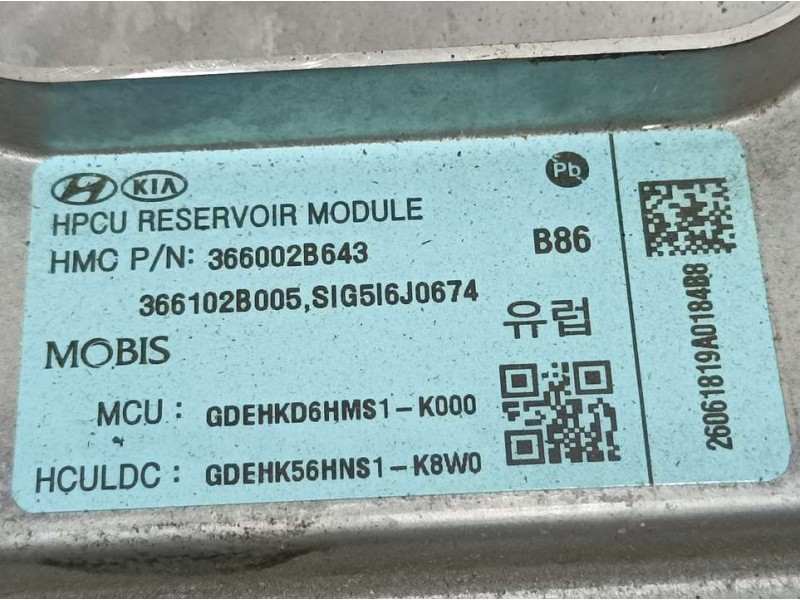 KIA
Pb
HPCU RESERVOIR MODULE
HMC P/N: 366002B643
B86
366102B005,SIG5I6J0674
유럽
MOBIS
MCU : GDEHKD6HMS1-K000
HCULDC : GDEHK56HNS1-K8W0
26061819A0184B8